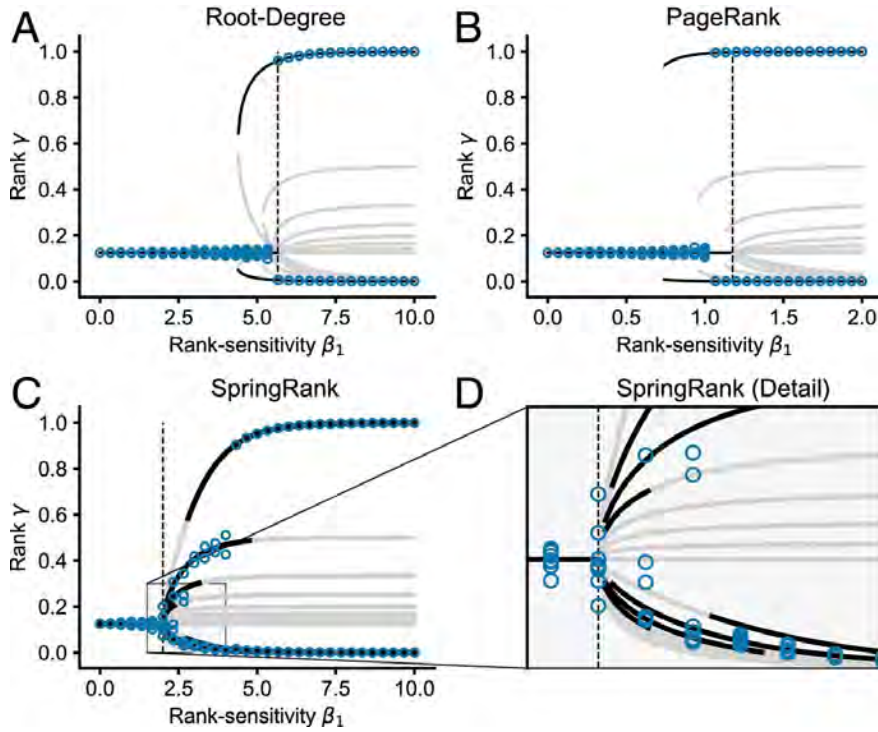 A
Root-Degree
1.0
0.8
0.6
0.4
0.2
0.0
Rank γ
0.0 2.5 5.0 7.5 10.0
Rank-sensitivity β1
B
PageRank
1.0
0.8
0.6
0.4
0.2
0.0
Rank γ
0.0 0.5 1.0 1.5 2.0
Rank-sensitivity β1
C
SpringRank
1.0
0.8
0.6
0.4
0.2
0.0
Rank γ
0.0 2.5 5.0 7.5 10.0
Rank-sensitivity β1
D
SpringRank (Detail)